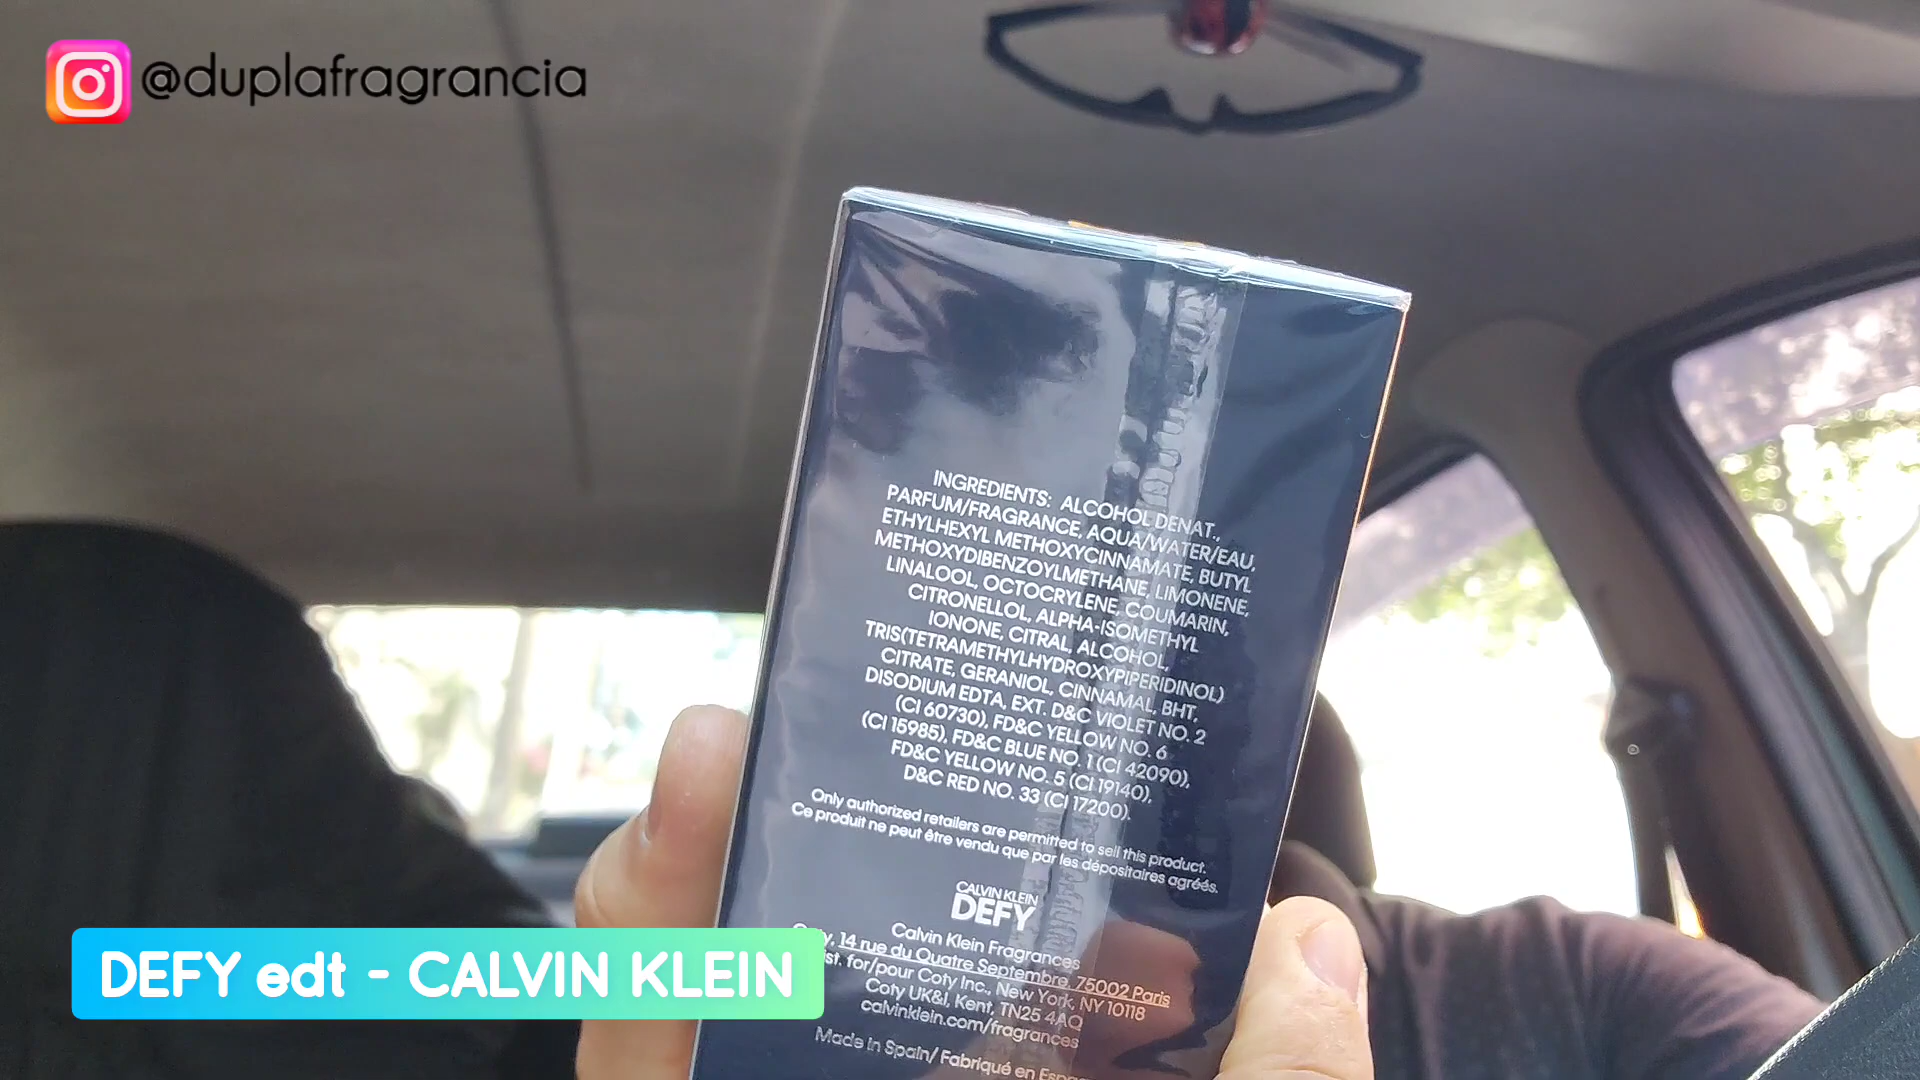 @duplafragrancia
INGREDIENTS: ALCOHOL DENAT.,
PARFUM/FRAGRANCE, AQUA/WATER/EAU,
ETHYLHEXYL METHOXYCINNAMATE, BUTYL
METHOXYDIBENZOYLMETHANE, LIMONENE,
LINALOOL, OCTOCRYLENE, COUMARIN,
CITRONELLOL, ALPHA-ISOMETHYL
IONONE, CITRAL, ALCOHOL,
TRIS(TETRAMETHYLHYDROXYPIPERIDINOL)
CITRATE, GERANIOL, CINNAMAL, BHT,
DISODIUM EDTA, EXT. D&C VIOLET NO. 2
(CI 60730), FD&C YELLOW NO. 6
(CI 15985), FD&C BLUE NO. 1 (CI 42090),
FD&C YELLOW NO. 5 (CI 19140),
D&C RED NO. 33 (CI 17200).
Only authorized retailers are permitted to sell this product.
Ce produit ne peut être vendu que par les dépositaires agréés.
CALVIN KLEIN
DEFY
Calvin Klein Fragrances
14 rue du Quatre Septembre, 75002 Paris
for/pour Coty Inc., New York, NY 10118
Coty UK&I, Kent, TN25 4AQ
calvinklein.com/fragrances
Made in Spain/ Fabriqué en
DEFY edt - CALVIN KLEIN